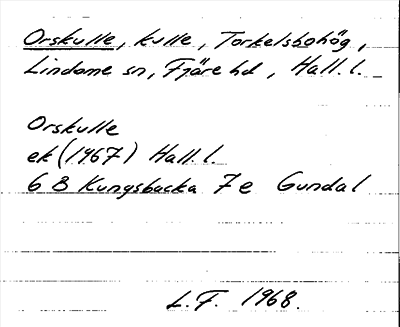 Orskulle, kulle, Torkelsbohög,
Lindome sn, Fjäre hd, Hall. l.
Orskulle
ek (1967) Hall. l.
6 B Kungsbacka 7e Gundal
L.F. 1968.